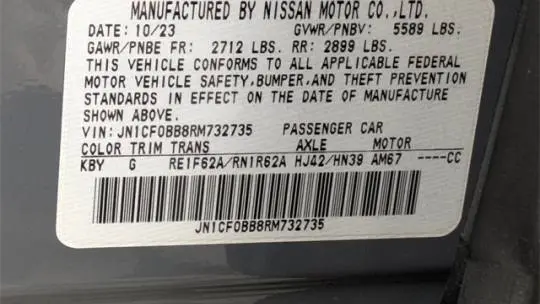 MANUFACTURED BY NISSAN MOTOR CO.,LTD.
DATE: 10/23 GVWR/PNBV: 5589 LBS.
GAWR/PNBE FR: 2712 LBS. RR: 2899 LBS.
THIS VEHICLE CONFORMS TO ALL APPLICABLE FEDERAL
MOTOR VEHICLE SAFETY,BUMPER,AND THEFT PREVENTION
STANDARDS IN EFFECT ON THE DATE OF MANUFACTURE
SHOWN ABOVE.
VIN: JN1CF0BB8RM732735 PASSENGER CAR
COLOR TRIM TRANS AXLE MOTOR
KBY G RE1F62A/RN1R62A HJ42/HN39 AM67 ----CC
JN1CF0BB8RM732735